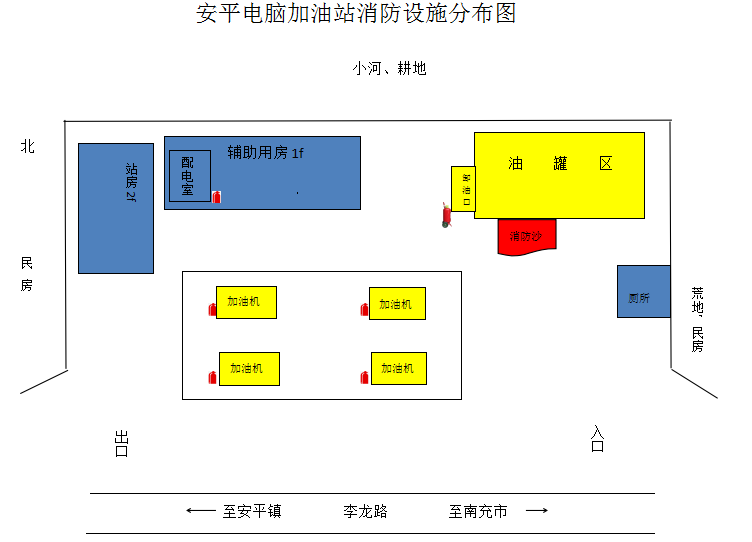 安平电脑加油站消防设施分布图
小河、耕地
北
辅助用房 1f
配电室
站房 2f
油 罐 区
卸油口
消防沙
民房
厕所
荒地,民房
加油机
加油机
加油机
加油机
出口
入口
至安平镇 李龙路 至南充市